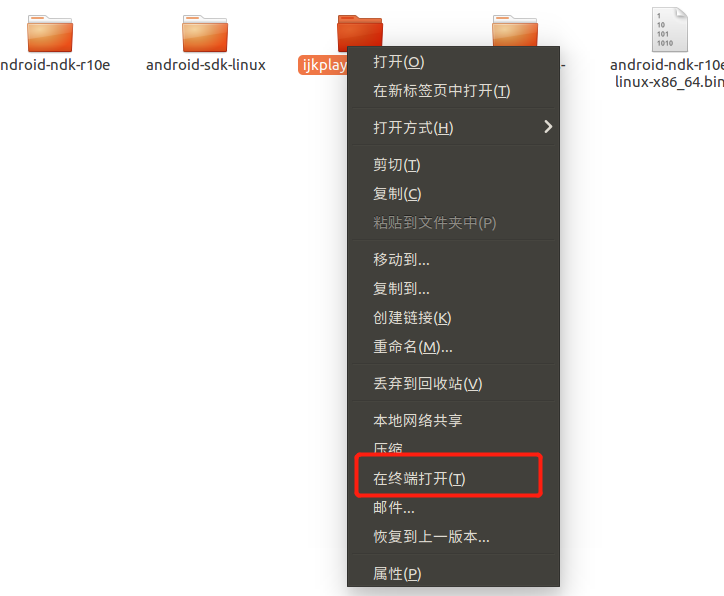 ndroid-ndk-r10e
android-sdk-linux
ijkplay
-
1
10
101
1010
android-ndk-r10e
linux-x86_64.bin
打开(O)
在新标签页中打开(T)
打开方式(H)
剪切(T)
复制(C)
粘贴到文件夹中(P)
移动到...
复制到...
创建链接(K)
重命名(M)...
丢弃到回收站(V)
本地网络共享
压缩
在终端打开(T)
邮件...
恢复到上一版本...
属性(P)